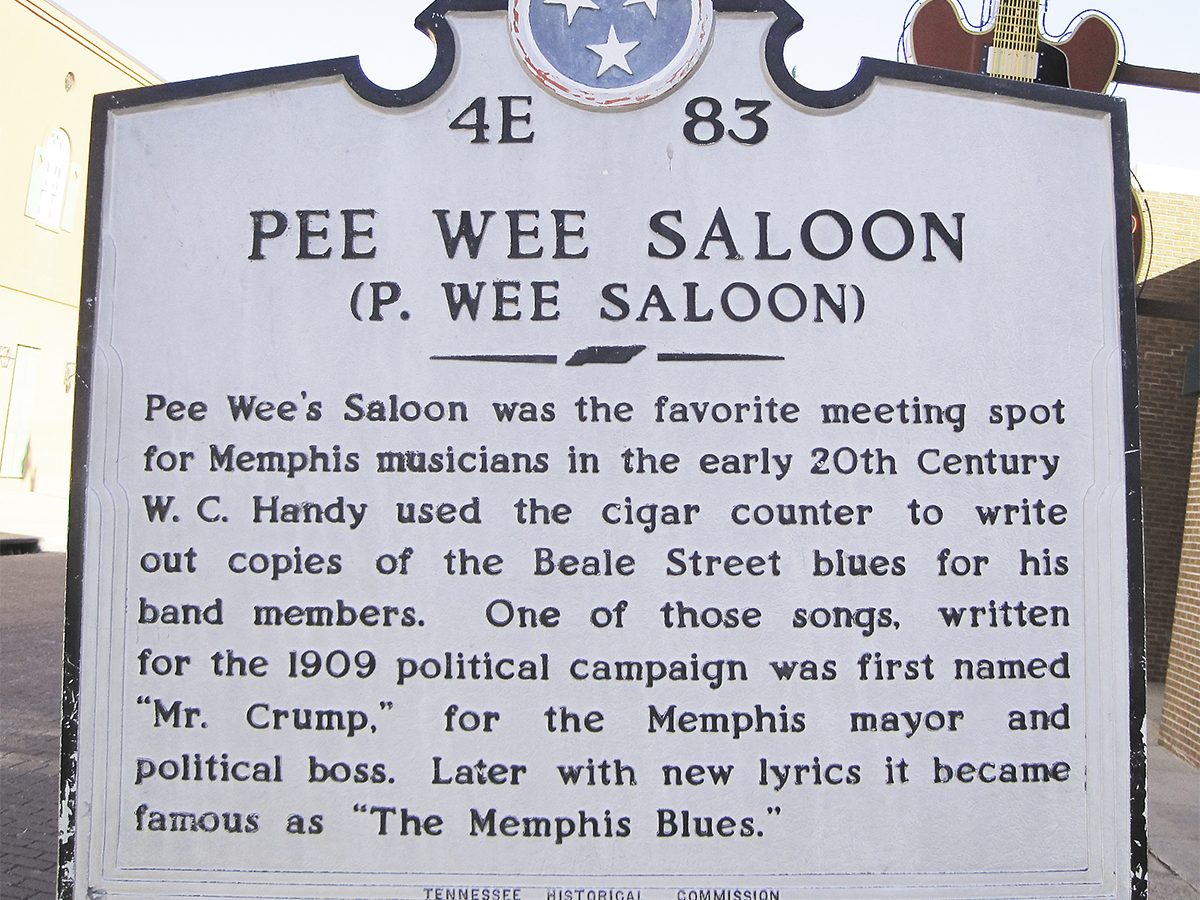 4E 83
PEE WEE SALOON
(P. WEE SALOON)
Pee Wee's Saloon was the favorite meeting spot
for Memphis musicians in the early 20th Century
W. C. Handy used the cigar counter to write
out copies of the Beale Street blues for his
band members. One of those songs, written
for the 1909 political campaign was first named
"Mr. Crump," for the Memphis mayor and
political boss. Later with new lyrics it became
famous as "The Memphis Blues."
TENNESSEE HISTORICAL COMMISSION